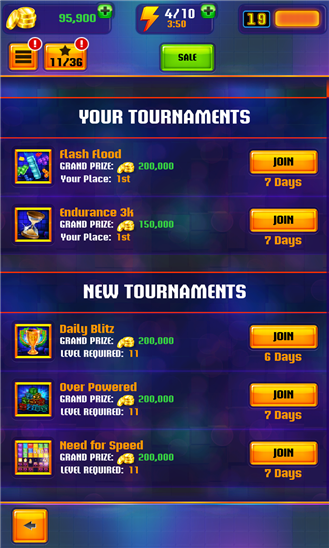 95,900
4/10
3:50
19
!
!
11/36
SALE
YOUR TOURNAMENTS
Flash Flood
GRAND PRIZE: 200,000
Your Place: 1st
JOIN
7 Days
Endurance 3k
GRAND PRIZE: 150,000
Your Place: 1st
JOIN
7 Days
NEW TOURNAMENTS
Daily Blitz
GRAND PRIZE: 200,000
LEVEL REQUIRED: 11
JOIN
6 Days
Over Powered
GRAND PRIZE: 200,000
LEVEL REQUIRED: 11
JOIN
7 Days
Need for Speed
GRAND PRIZE: 200,000
LEVEL REQUIRED: 11
JOIN
7 Days